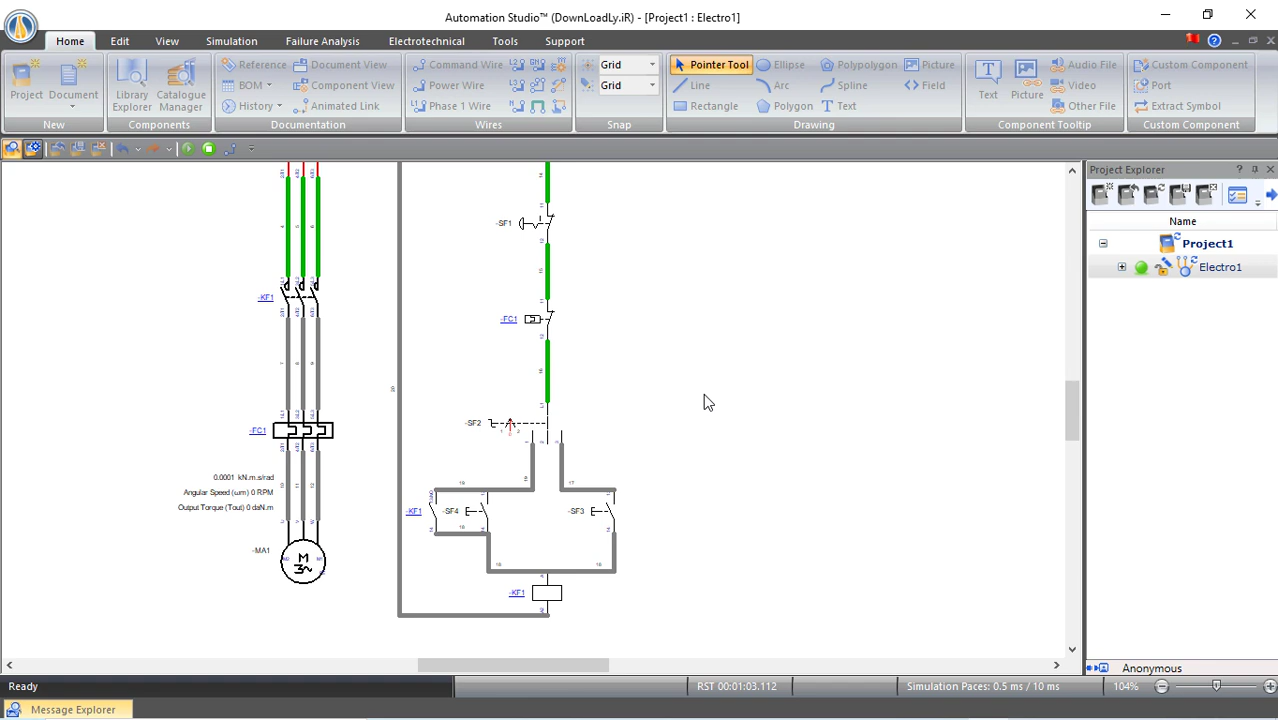 Automation Studio™ (DownLoadLy.iR) - [Project1 : Electro1]
Home Edit View Simulation Failure Analysis Electrotechnical Tools Support
Project Document
New
Library Explorer Catalogue Manager
Components
Reference Document View
BOM Component View
History Animated Link
Documentation
Command Wire
Power Wire
Phase 1 Wire
Wires
Grid
Grid
Snap
Pointer Tool Ellipse Polypolygon Picture
Line Arc Spline Field
Rectangle Polygon Text
Drawing
Text Picture
Audio File
Video
Other File
Component Tooltip
Custom Component
Port
Extract Symbol
Custom Component
Project Explorer
Name
Project1
Electro1
-SF1
-KF1
-FC1
-SF2
-FC1
0.0001 kN.m.s/rad
Angular Speed (ωm) 0 RPM
Output Torque (Tout) 0 daN.m
-KF1 -SF4 -SF3
-MA1
M
3~
-KF1
Anonymous
Ready
RST 00:01:03.112
Simulation Paces: 0.5 ms / 10 ms
104%
Message Explorer